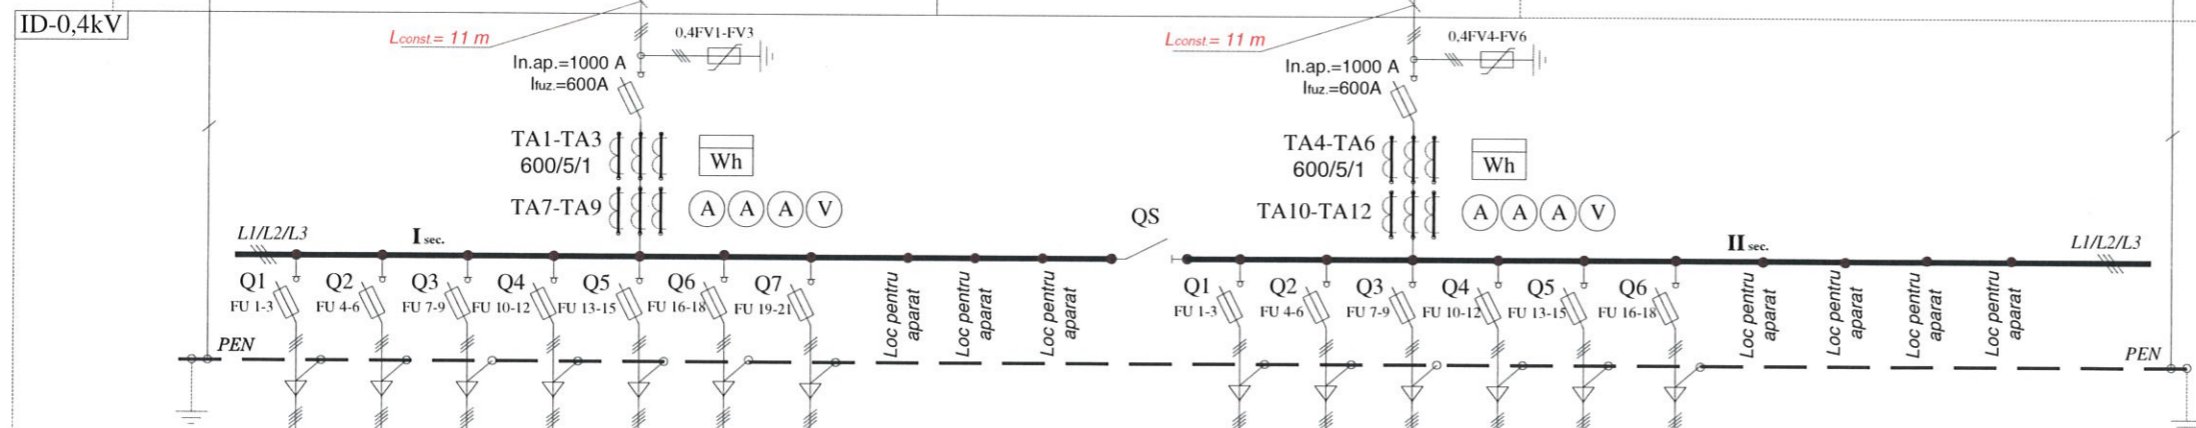 ID-0,4kV
Lconst.= 11 m
0,4FV1-FV3
In.ap.=1000 A
Ifuz.=600A
TA1-TA3
600/5/1
Wh
TA7-TA9
A A A V
Lconst.= 11 m
0,4FV4-FV6
In.ap.=1000 A
Ifuz.=600A
TA4-TA6
600/5/1
Wh
TA10-TA12
A A A V
QS
L1/L2/L3
I sec.
II sec.
L1/L2/L3
Q1
FU 1-3
Q2
FU 4-6
Q3
FU 7-9
Q4
FU 10-12
Q5
FU 13-15
Q6
FU 16-18
Q7
FU 19-21
Loc pentru
aparat
Loc pentru
aparat
Loc pentru
aparat
Q1
FU 1-3
Q2
FU 4-6
Q3
FU 7-9
Q4
FU 10-12
Q5
FU 13-15
Q6
FU 16-18
Loc pentru
aparat
Loc pentru
aparat
Loc pentru
aparat
Loc pentru
aparat
PEN
PEN